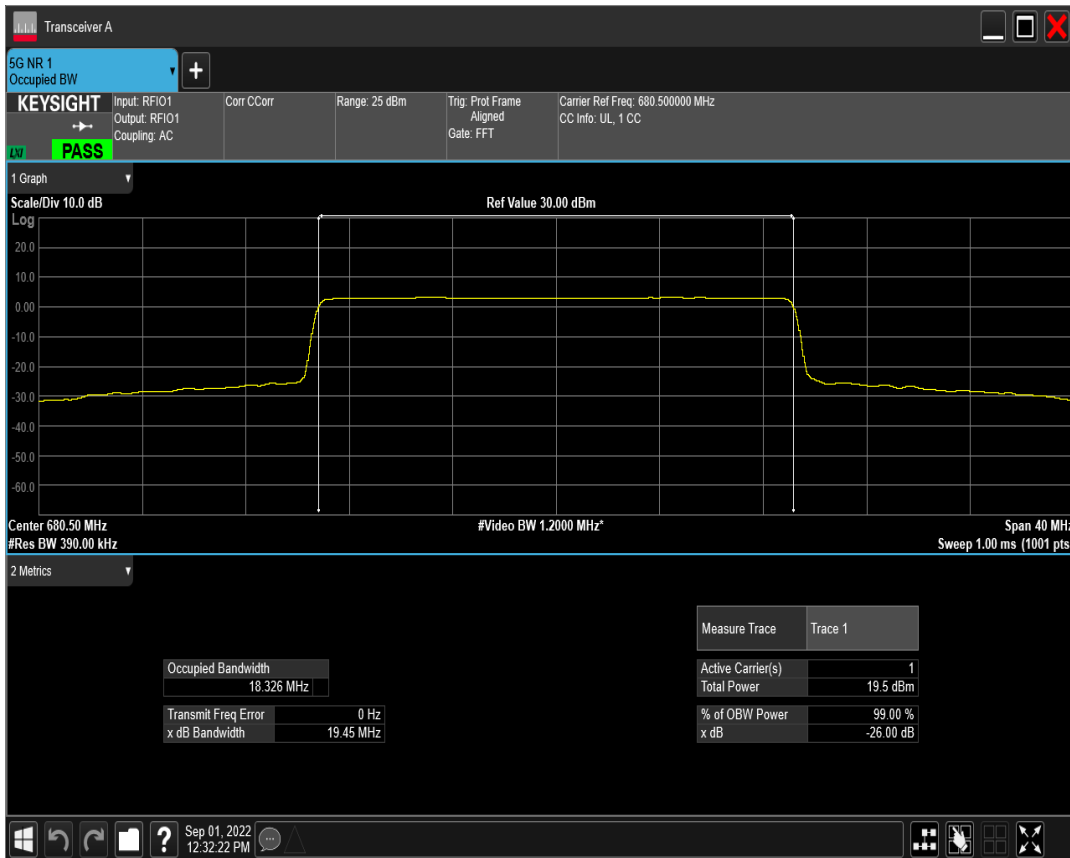 Transceiver A
5G NR 1
Occupied BW
KEYSIGHT
LXI
PASS
Input: RFIO1
Output: RFIO1
Coupling: AC
Corr CCorr
Range: 25 dBm
Trig: Prot Frame
Aligned
Gate: FFT
Carrier Ref Freq: 680.500000 MHz
CC Info: UL, 1 CC
1 Graph
Scale/Div 10.0 dB
Ref Value 30.00 dBm
Log
20.0
10.0
0.00
-10.0
-20.0
-30.0
-40.0
-50.0
-60.0
Center 680.50 MHz
#Video BW 1.2000 MHz*
Span 40 MHz
#Res BW 390.00 kHz
Sweep 1.00 ms (1001 pts
2 Metrics
Measure Trace Trace 1
Occupied Bandwidth
18.326 MHz
Active Carrier(s) 1
Total Power 19.5 dBm
Transmit Freq Error 0 Hz
x dB Bandwidth 19.45 MHz
% of OBW Power 99.00 %
x dB -26.00 dB
Sep 01, 2022
12:32:22 PM